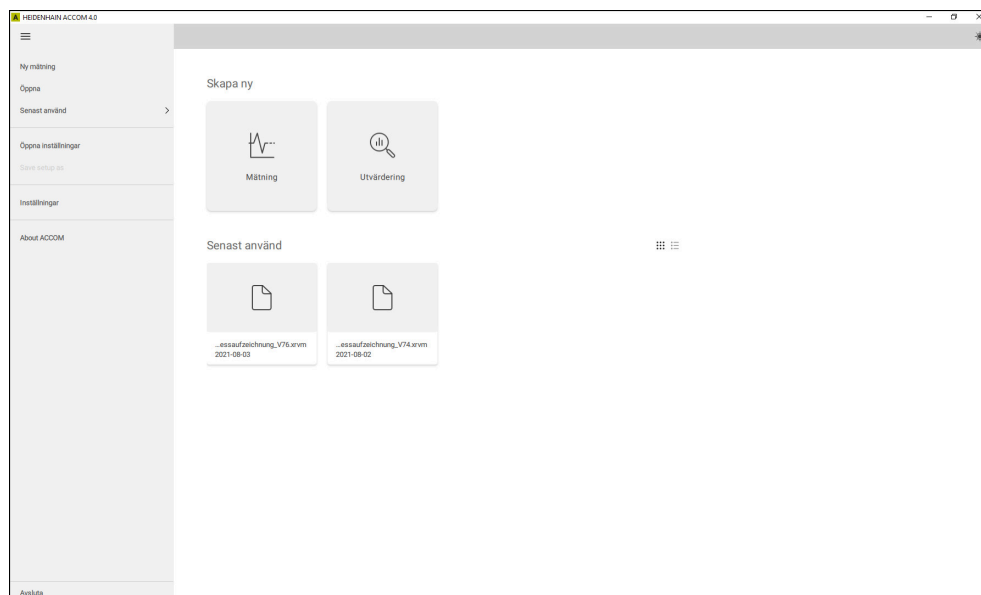 HEIDENHAIN ACCOM 4.0
Ny mätning
Öppna
Senast använd
Öppna inställningar
Save setup as
Inställningar
About ACCOM
Avsluta
Skapa ny
Mätning
Utvärdering
Senast använd
...essaufzeichnung_V76.xrvm
2021-08-03
...essaufzeichnung_V74.xrvm
2021-08-02